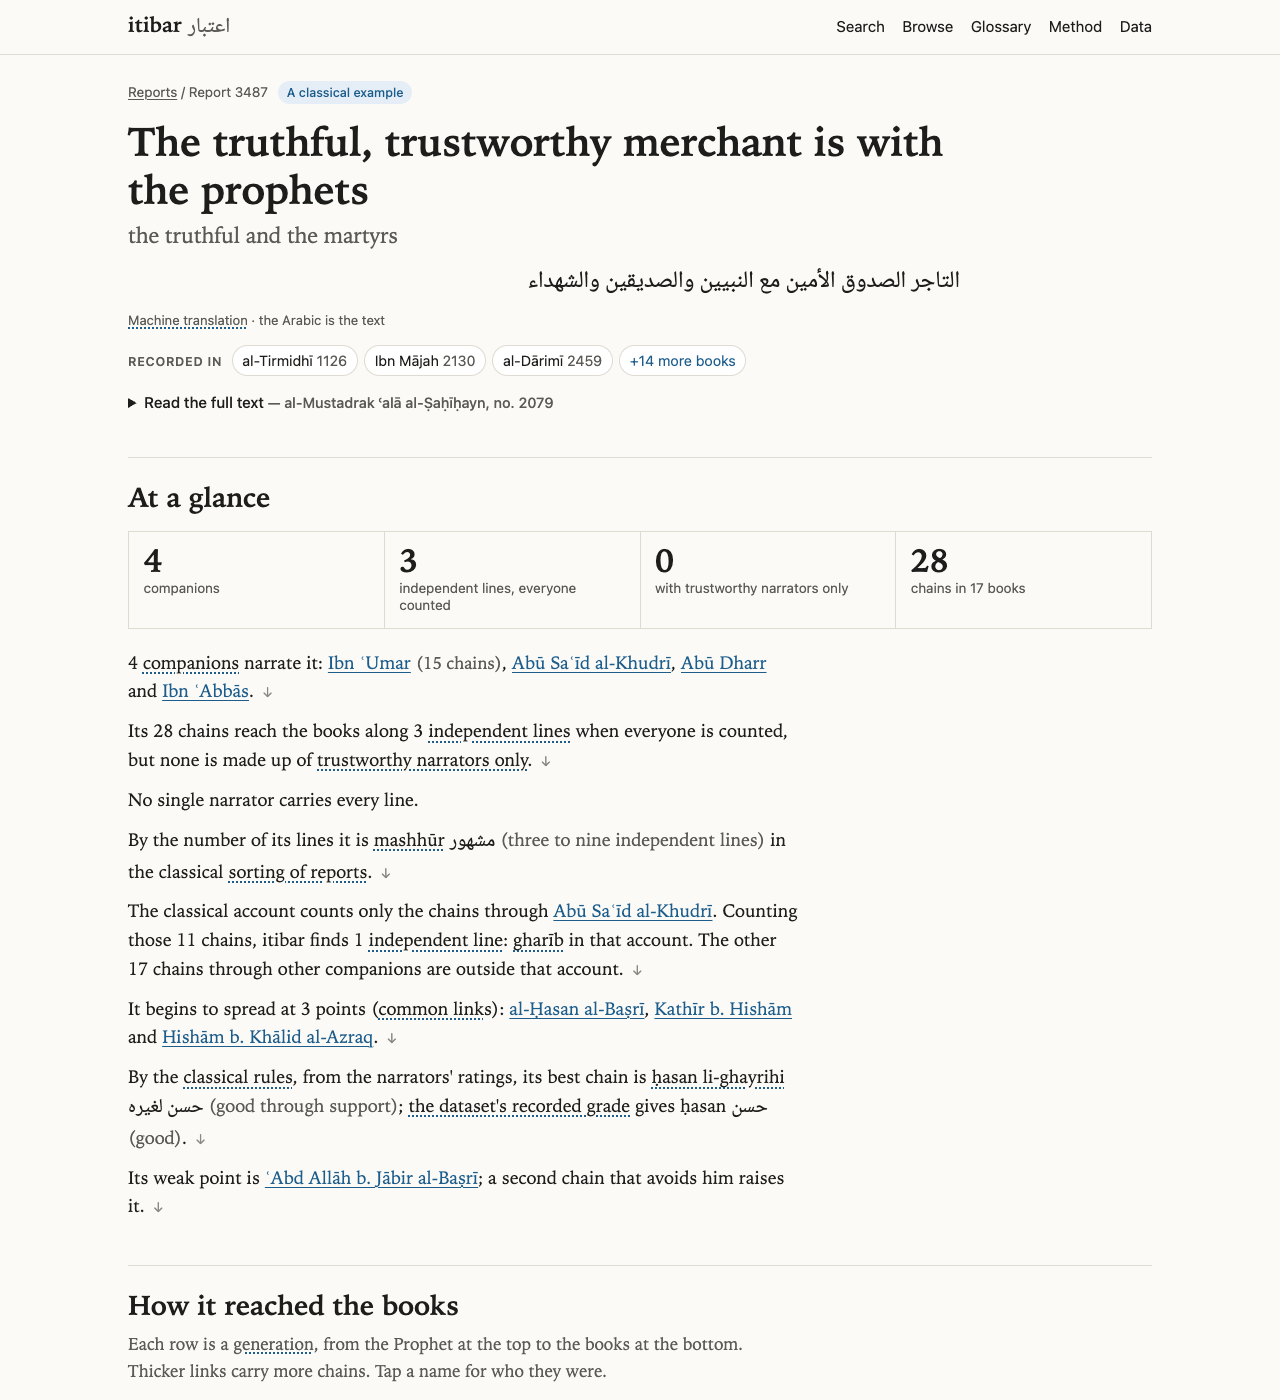 itibar اعتبار
Search Browse Glossary Method Data
Reports / Report 3487 A classical example
The truthful, trustworthy merchant is with
the prophets
the truthful and the martyrs
التاجر الصدوق الأمين مع النبيين والصديقين والشهداء
Machine translation · the Arabic is the text
RECORDED IN al-Tirmidhī 1126 Ibn Mājah 2130 al-Dārimī 2459 +14 more books
Read the full text — al-Mustadrak ʿalā al-Ṣaḥīḥayn, no. 2079
At a glance
4
companions
3
independent lines, everyone
counted
0
with trustworthy narrators only
28
chains in 17 books
4 companions narrate it: Ibn ʿUmar (15 chains), Abū Saʿīd al-Khudrī, Abū Dharr
and Ibn ʿAbbās. ↓
Its 28 chains reach the books along 3 independent lines when everyone is counted,
but none is made up of trustworthy narrators only. ↓
No single narrator carries every line.
By the number of its lines it is mashhūr مشهور (three to nine independent lines) in
the classical sorting of reports. ↓
The classical account counts only the chains through Abū Saʿīd al-Khudrī. Counting
those 11 chains, itibar finds 1 independent line: gharīb in that account. The other
17 chains through other companions are outside that account. ↓
It begins to spread at 3 points (common links): al-Ḥasan al-Baṣrī, Kathīr b. Hishām
and Hishām b. Khālid al-Azraq. ↓
By the classical rules, from the narrators' ratings, its best chain is ḥasan li-ghayrihi
حسن لغيره (good through support); the dataset's recorded grade gives ḥasan حسن
(good). ↓
Its weak point is ʿAbd Allāh b. Jābir al-Baṣrī; a second chain that avoids him raises
it. ↓
How it reached the books
Each row is a generation, from the Prophet at the top to the books at the bottom.
Thicker links carry more chains. Tap a name for who they were.